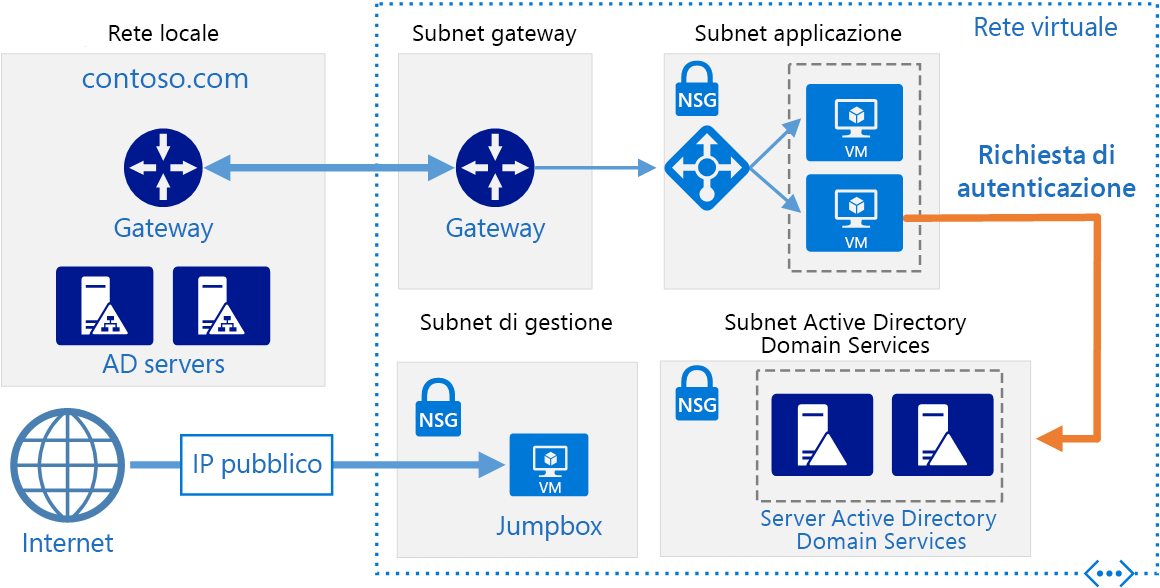 Rete locale
contoso.com
Gateway
AD servers
Internet
IP pubblico
Rete virtuale
Subnet gateway
Gateway
Subnet applicazione
NSG
VM
VM
Richiesta di
autenticazione
Subnet di gestione
NSG
VM
Jumpbox
Subnet Active Directory
Domain Services
NSG
Server Active Directory
Domain Services